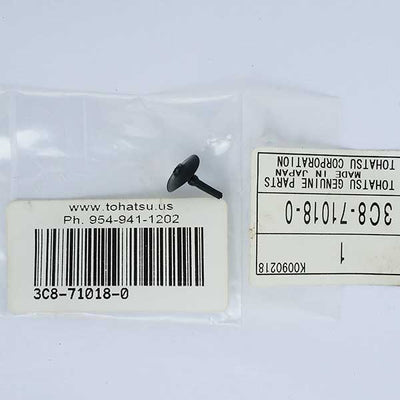 www.tohatsu.us
Ph. 954-941-1202
3C8-71018-0
TOHATSU GENUINE PARTS
MADE IN JAPAN
TOHATSU CORPORATION
3C8-71018-0
1
K0090218